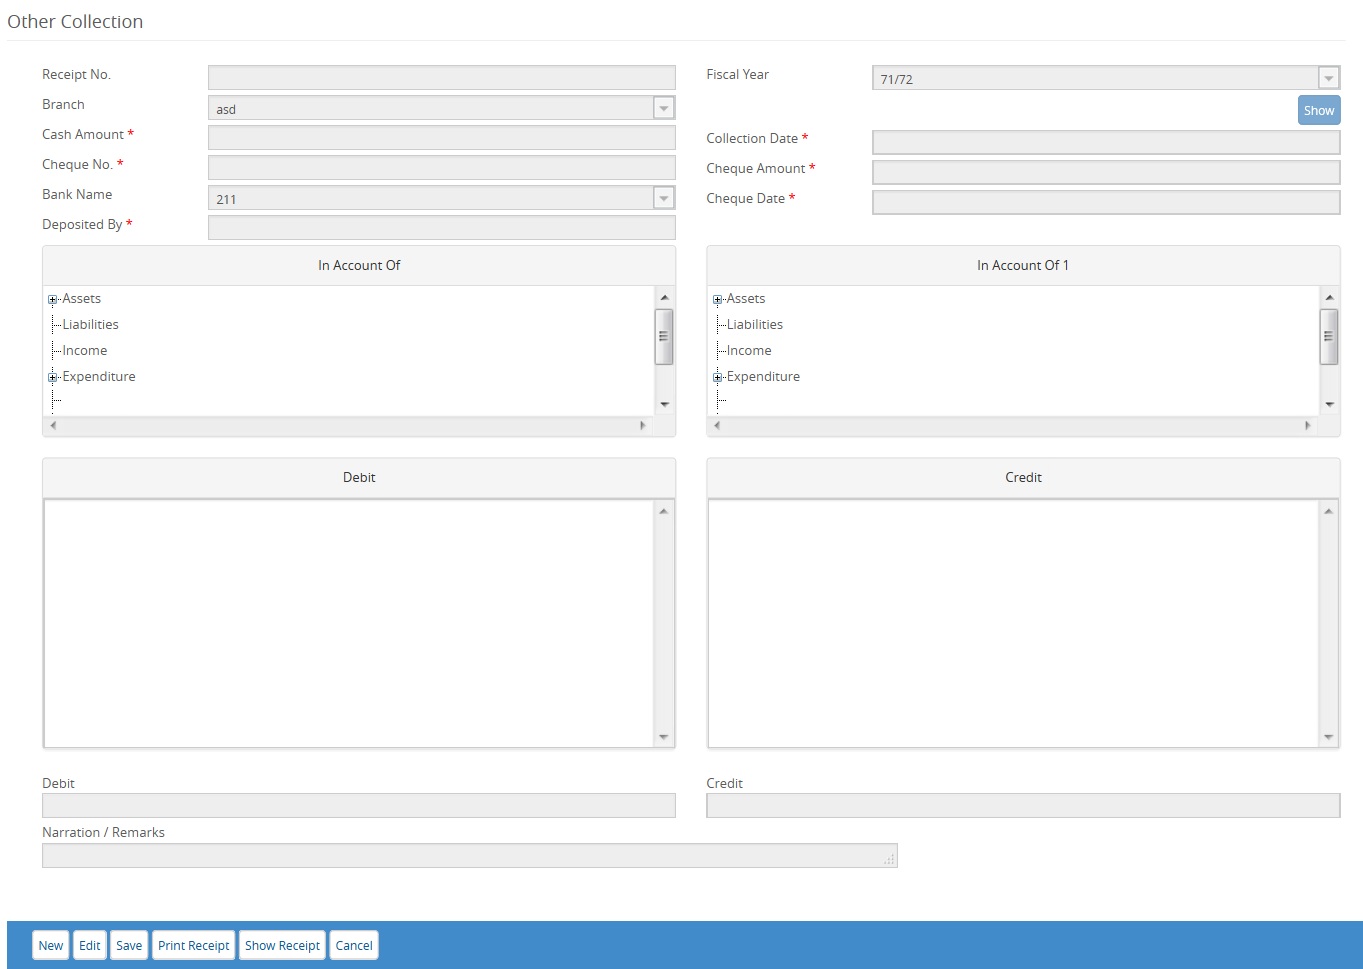 Other Collection
Receipt No.
Fiscal Year 71/72
Branch asd
Show
Cash Amount *
Collection Date *
Cheque No. *
Cheque Amount *
Bank Name 211
Cheque Date *
Deposited By *
In Account Of
Assets
Liabilities
Income
Expenditure
In Account Of 1
Assets
Liabilities
Income
Expenditure
Debit
Credit
Debit
Credit
Narration / Remarks
New Edit Save Print Receipt Show Receipt Cancel